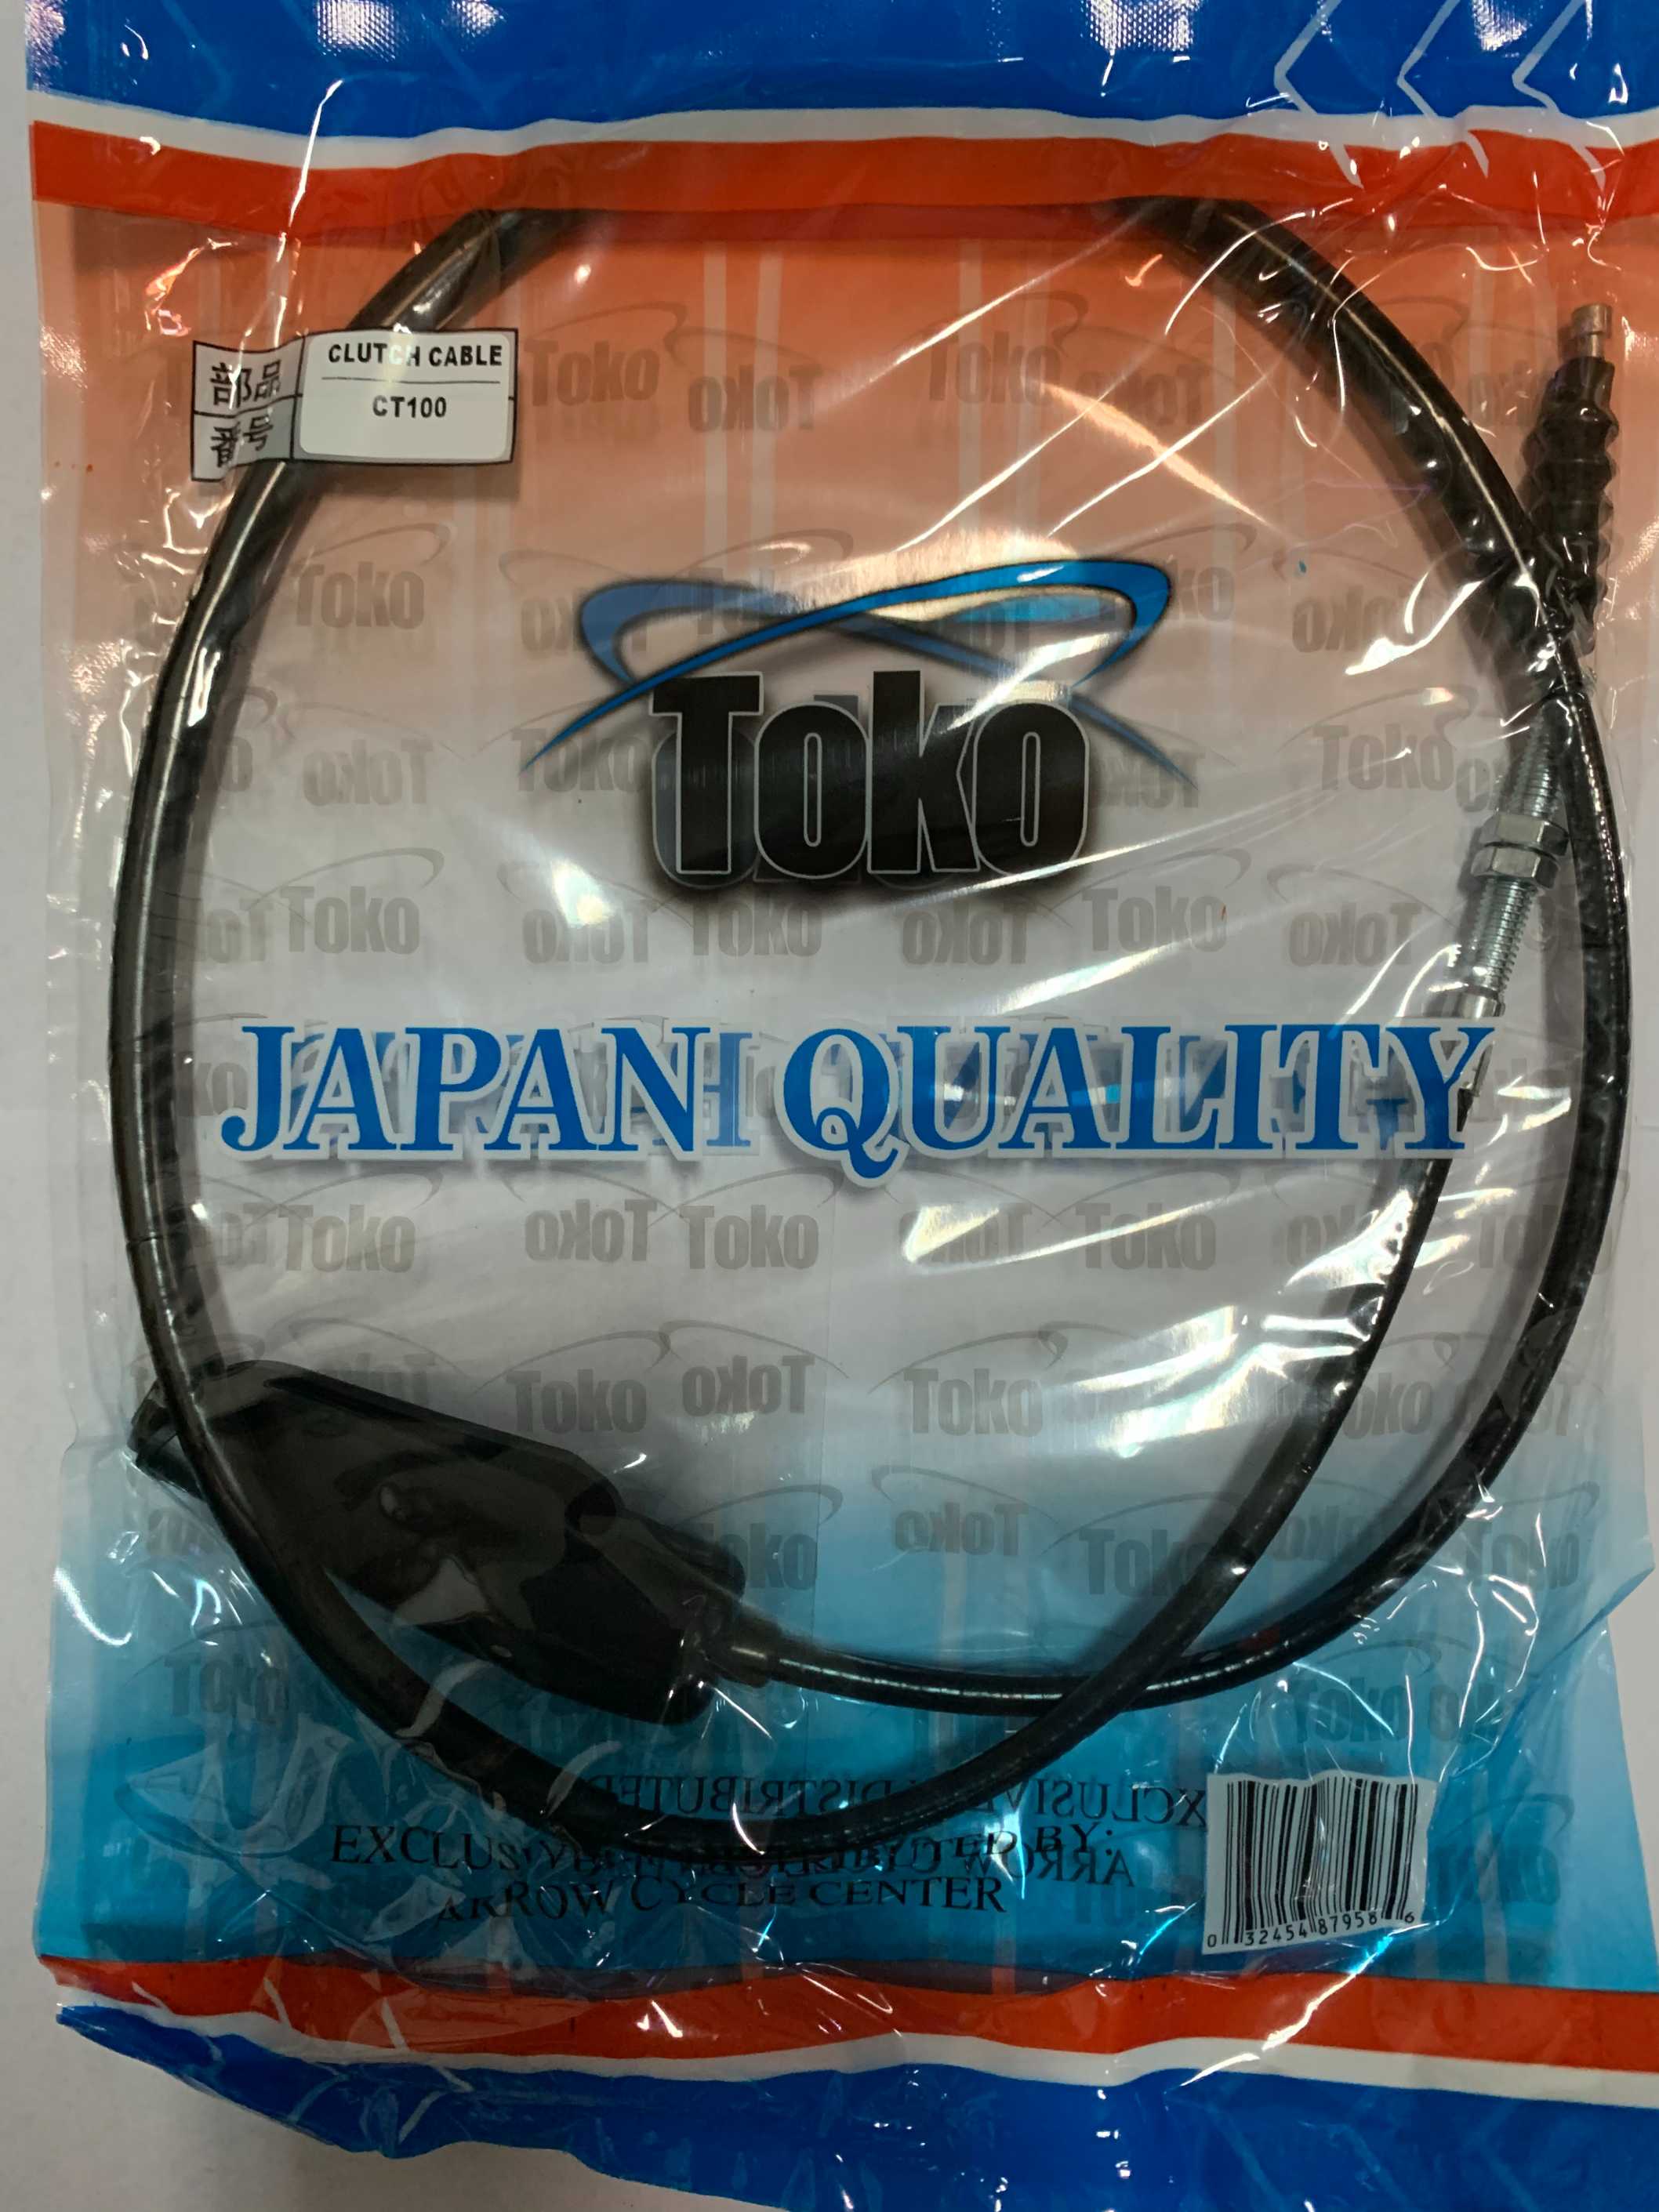 部品 CLUTCH CABLE
番号 CT100
Toko
JAPAN QUALITY
EXCLUSIVELY DISTRIBUTED BY:
ARROW CYCLE CENTER
0 32454 87958 6